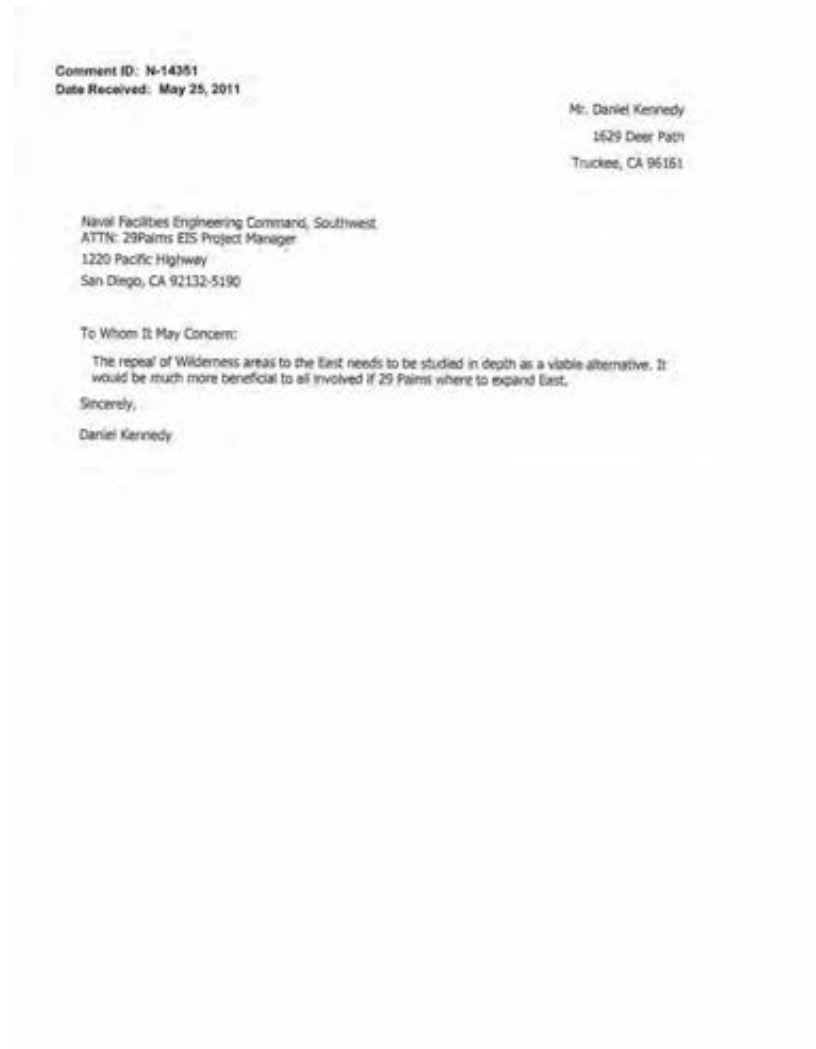 Comment ID: N-14351
Date Received: May 25, 2011
Mr. Daniel Kennedy
1629 Deer Path
Truckee, CA 96161
Naval Facilities Engineering Command, Southwest
ATTN: 29Palms EIS Project Manager
1220 Pacific Highway
San Diego, CA 92132-5190
To Whom It May Concern:
The repeal of Wilderness areas to the East needs to be studied in depth as a viable alternative. It
would be much more beneficial to all involved if 29 Palms where to expand East.
Sincerely,
Daniel Kennedy